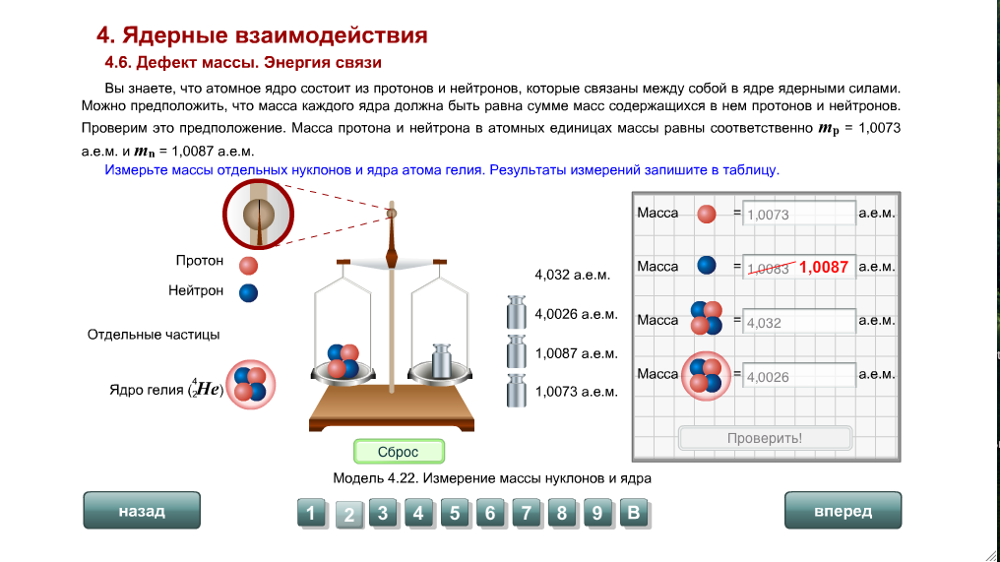 4. Ядерные взаимодействия
4.6. Дефект массы. Энергия связи
Вы знаете, что атомное ядро состоит из протонов и нейтронов, которые связаны между собой в ядре ядерными силами.
Можно предположить, что масса каждого ядра должна быть равна сумме масс содержащихся в нем протонов и нейтронов.
Проверим это предположение. Масса протона и нейтрона в атомных единицах массы равны соответственно mp = 1,0073
а.е.м. и mn = 1,0087 а.е.м.
Измерьте массы отдельных нуклонов и ядра атома гелия. Результаты измерений запишите в таблицу.
Протон
Нейтрон
Отдельные частицы
Ядро гелия (⁴₂He)
4,032 а.е.м.
4,0026 а.е.м.
1,0087 а.е.м.
1,0073 а.е.м.
Масса = 1,0073 а.е.м.
Масса = 1,0083 1,0087 а.е.м.
Масса = 4,032 а.е.м.
Масса = 4,0026 а.е.м.
Проверить!
Сброс
Модель 4.22. Измерение массы нуклонов и ядра
назад 1 2 3 4 5 6 7 8 9 В вперед